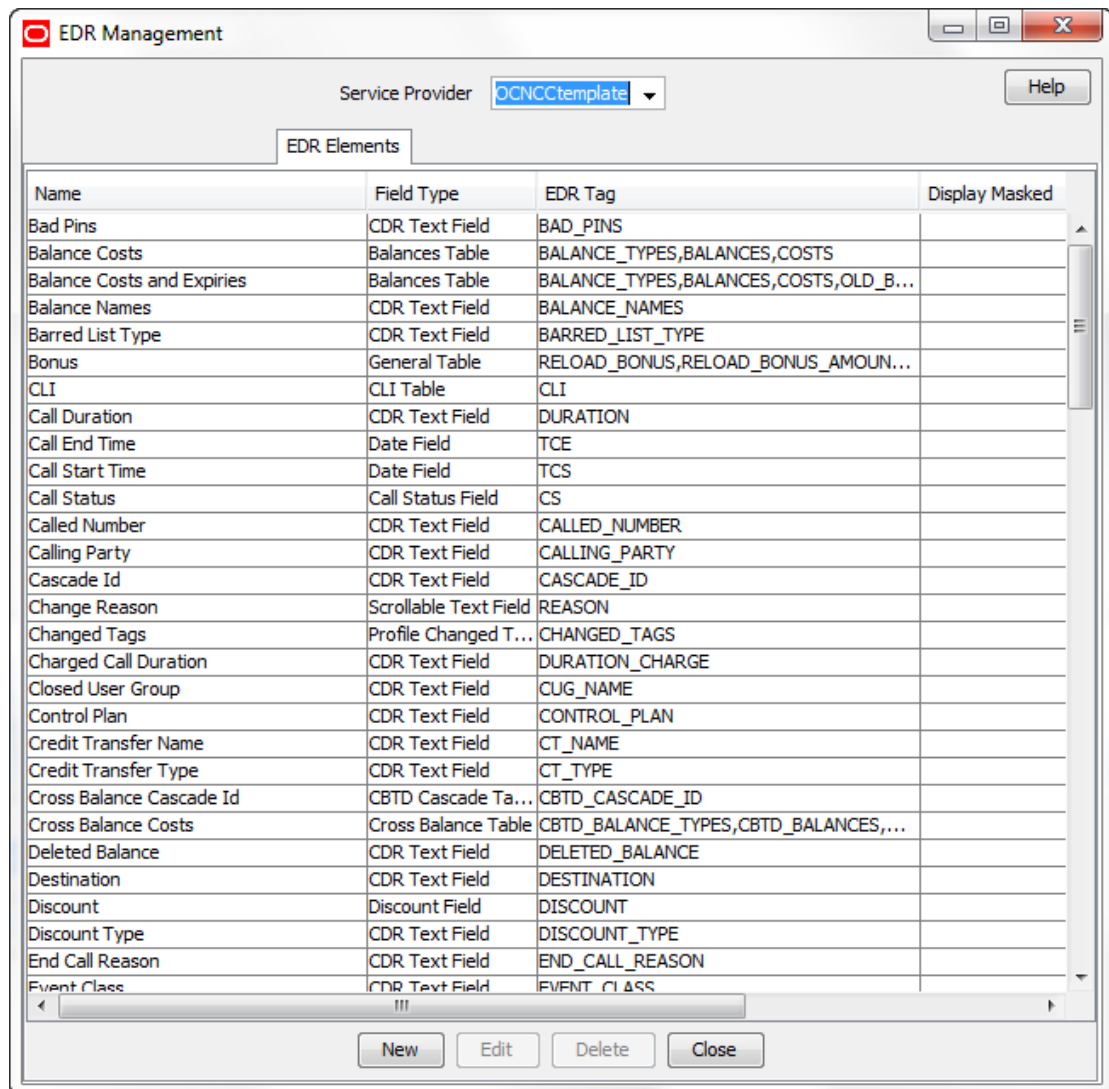 EDR Management
Service Provider OCNCCtemplate Help
EDR Elements
Name Field Type EDR Tag Display Masked
Bad Pins CDR Text Field BAD_PINS
Balance Costs Balances Table BALANCE_TYPES,BALANCES,COSTS
Balance Costs and Expiries Balances Table BALANCE_TYPES,BALANCES,COSTS,OLD_B...
Balance Names CDR Text Field BALANCE_NAMES
Barred List Type CDR Text Field BARRED_LIST_TYPE
Bonus General Table RELOAD_BONUS,RELOAD_BONUS_AMOUN...
CLI CLI Table CLI
Call Duration CDR Text Field DURATION
Call End Time Date Field TCE
Call Start Time Date Field TCS
Call Status Call Status Field CS
Called Number CDR Text Field CALLED_NUMBER
Calling Party CDR Text Field CALLING_PARTY
Cascade Id CDR Text Field CASCADE_ID
Change Reason Scrollable Text Field REASON
Changed Tags Profile Changed T... CHANGED_TAGS
Charged Call Duration CDR Text Field DURATION_CHARGE
Closed User Group CDR Text Field CUG_NAME
Control Plan CDR Text Field CONTROL_PLAN
Credit Transfer Name CDR Text Field CT_NAME
Credit Transfer Type CDR Text Field CT_TYPE
Cross Balance Cascade Id CBTD Cascade Ta... CBTD_CASCADE_ID
Cross Balance Costs Cross Balance Table CBTD_BALANCE_TYPES,CBTD_BALANCES,...
Deleted Balance CDR Text Field DELETED_BALANCE
Destination CDR Text Field DESTINATION
Discount Discount Field DISCOUNT
Discount Type CDR Text Field DISCOUNT_TYPE
End Call Reason CDR Text Field END_CALL_REASON
Event Class CDR Text Field EVENT_CLASS
New Edit Delete Close